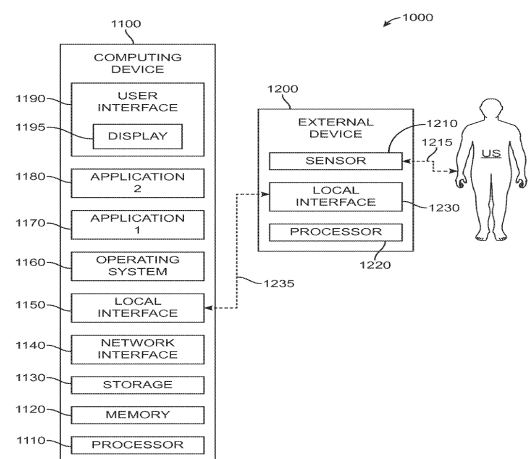 1000
1100
COMPUTING
DEVICE
1190
USER
INTERFACE
1195
DISPLAY
1180
APPLICATION
2
1170
APPLICATION
1
1160
OPERATING
SYSTEM
1150
LOCAL
INTERFACE
1140
NETWORK
INTERFACE
1130
STORAGE
1120
MEMORY
1110
PROCESSOR
1235
1200
EXTERNAL
DEVICE
1210
SENSOR
1215
LOCAL
INTERFACE
1230
PROCESSOR
1220
US